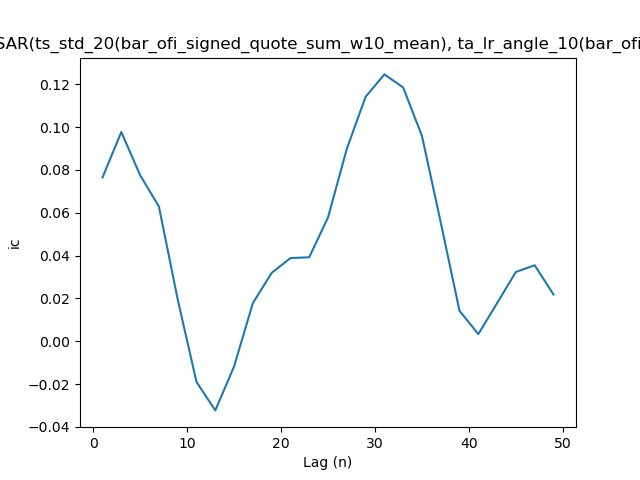 SAR(ts_std_20(bar_ofi_signed_quote_sum_w10_mean), ta_lr_angle_10(bar_ofi
0.12
0.10
0.08
0.06
0.04
0.02
0.00
−0.02
−0.04
ic
0 10 20 30 40 50
Lag (n)